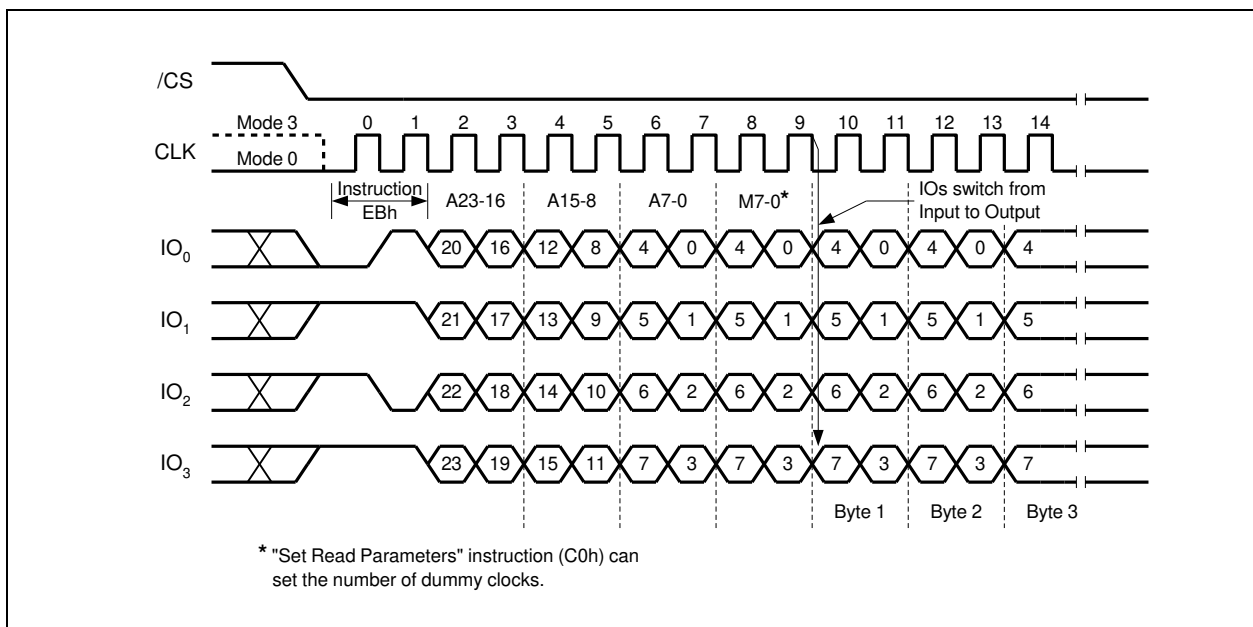 /CS
Mode 3 0 1 2 3 4 5 6 7 8 9 10 11 12 13 14
CLK Mode 0
Instruction EBh A23-16 A15-8 A7-0 M7-0* IOs switch from
Input to Output
IO0 20 16 12 8 4 0 4 0 4 0 4 0 4
IO1 21 17 13 9 5 1 5 1 5 1 5 1 5
IO2 22 18 14 10 6 2 6 2 6 2 6 2 6
IO3 23 19 15 11 7 3 7 3 7 3 7 3 7
Byte 1 Byte 2 Byte 3
* "Set Read Parameters" instruction (C0h) can
set the number of dummy clocks.